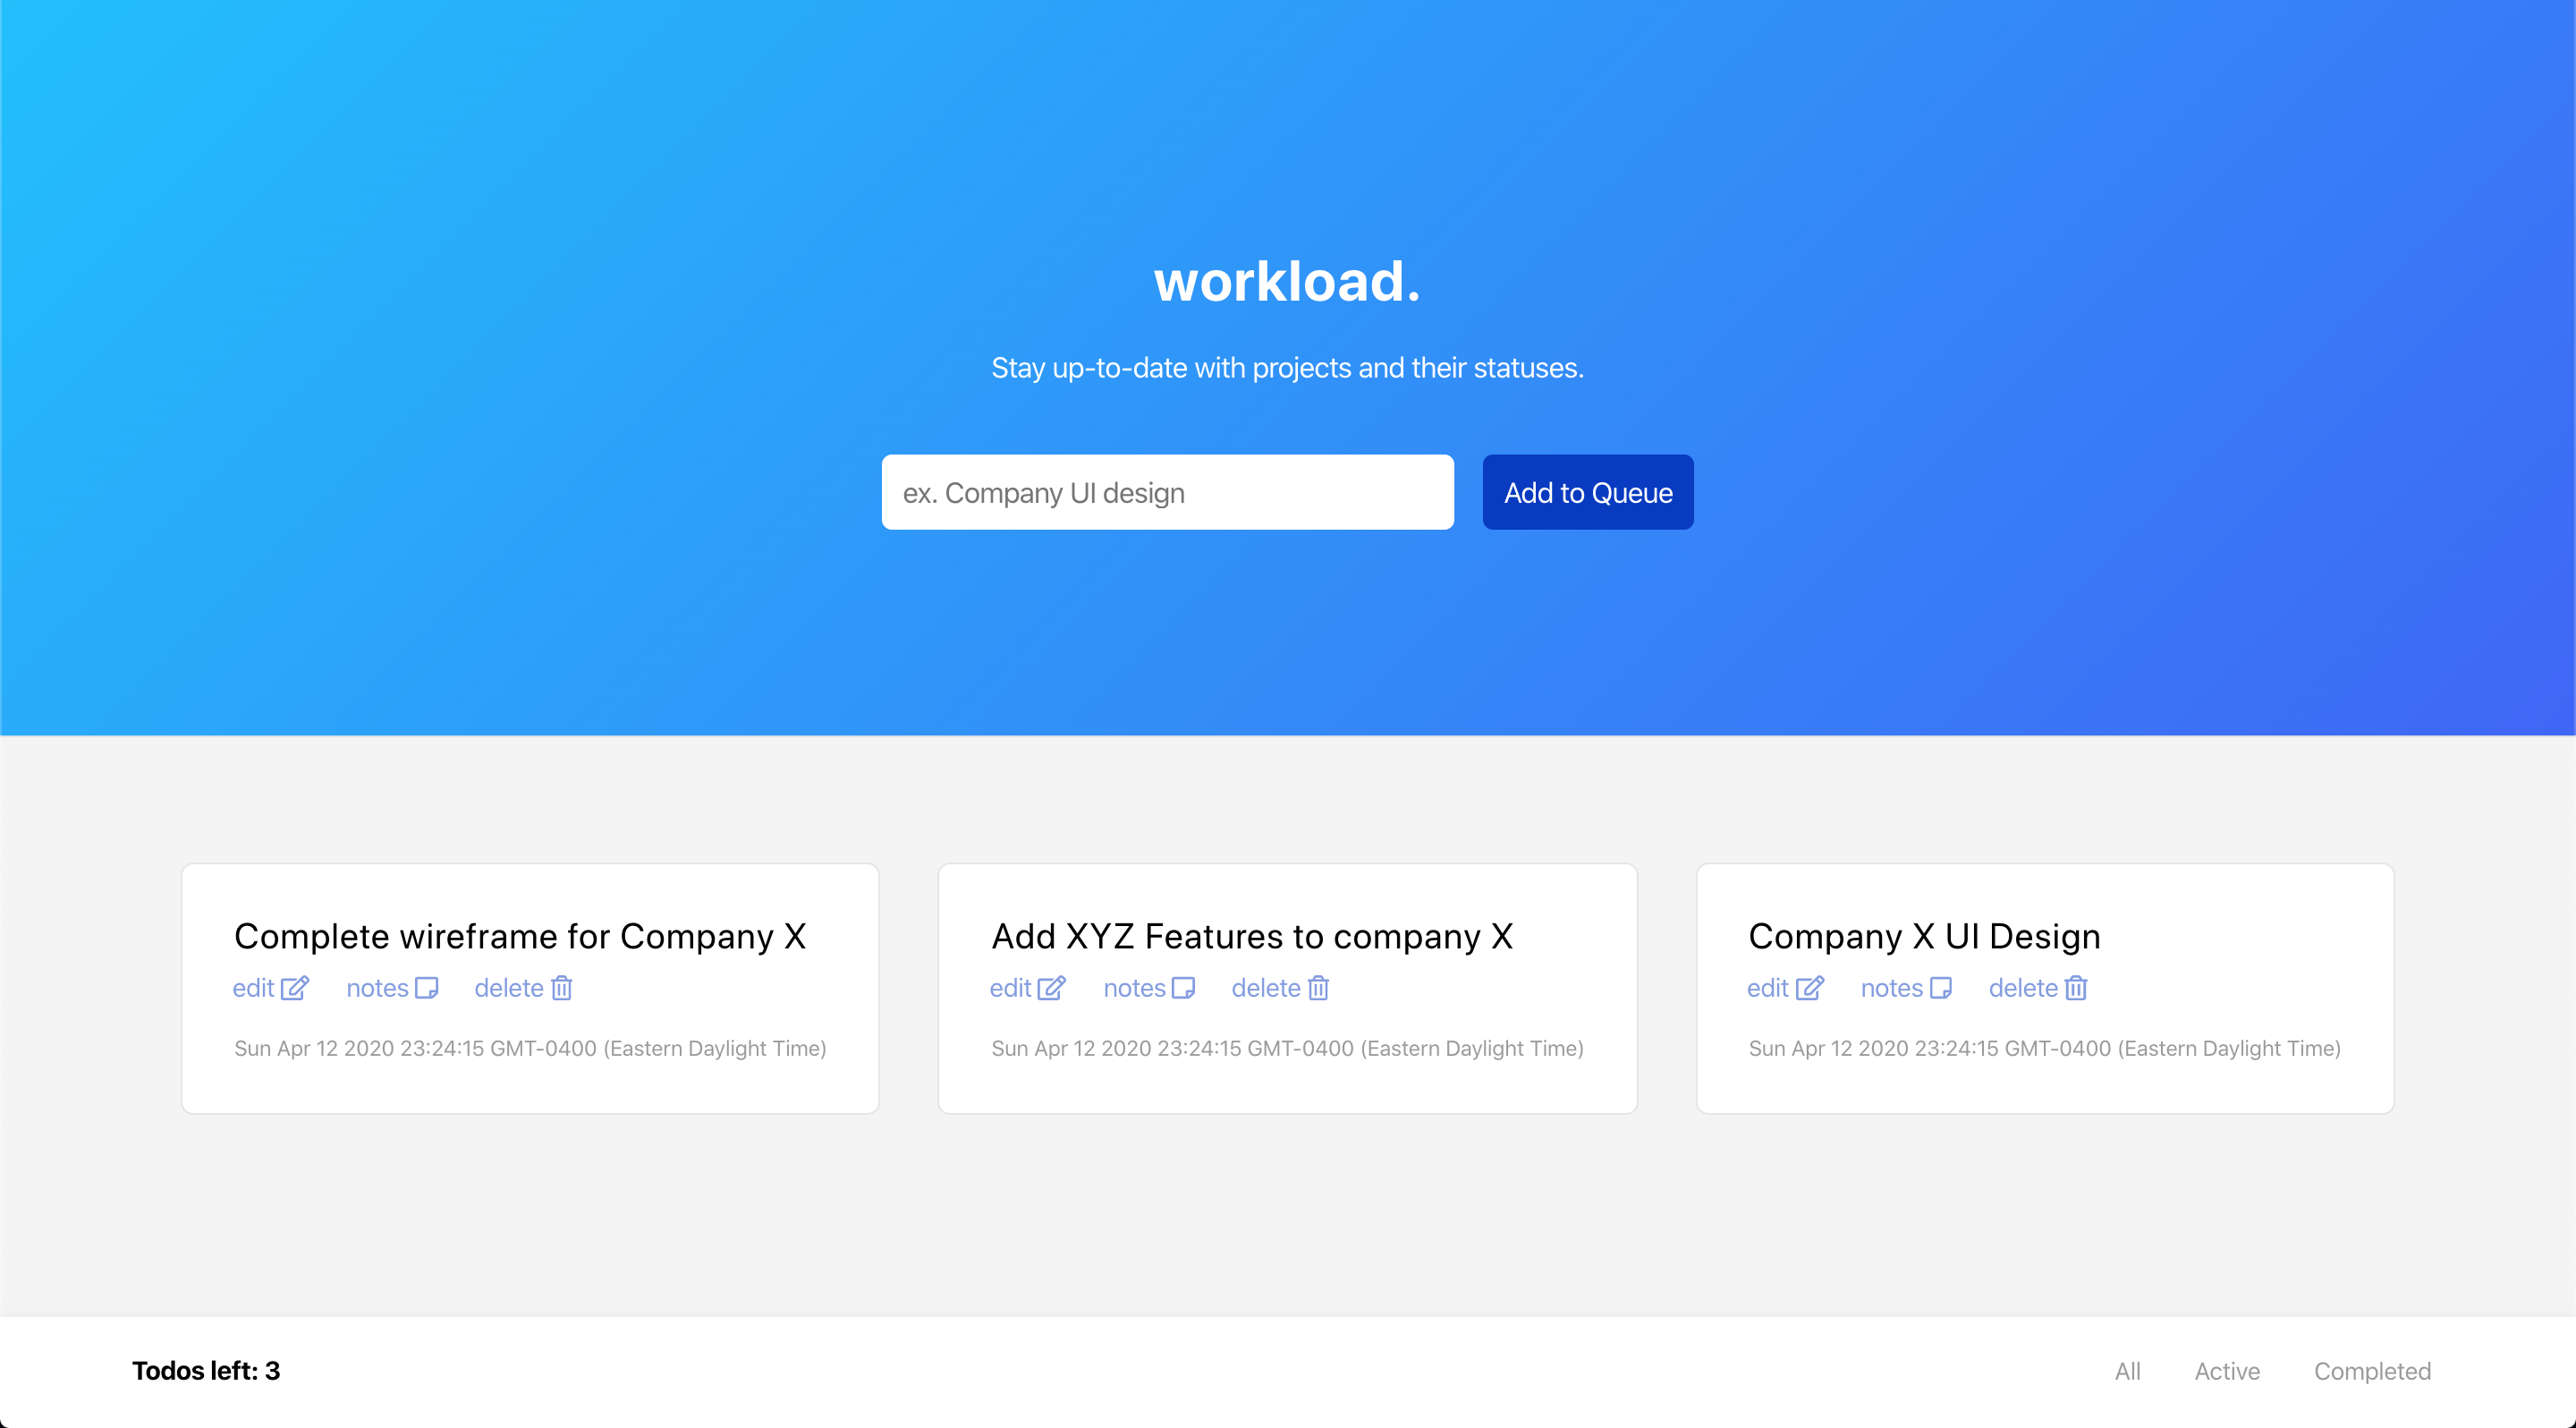 workload.
Stay up-to-date with projects and their statuses.
ex. Company UI design
Add to Queue
Complete wireframe for Company X
edit notes delete
Sun Apr 12 2020 23:24:15 GMT-0400 (Eastern Daylight Time)
Add XYZ Features to company X
edit notes delete
Sun Apr 12 2020 23:24:15 GMT-0400 (Eastern Daylight Time)
Company X UI Design
edit notes delete
Sun Apr 12 2020 23:24:15 GMT-0400 (Eastern Daylight Time)
Todos left: 3
All Active Completed